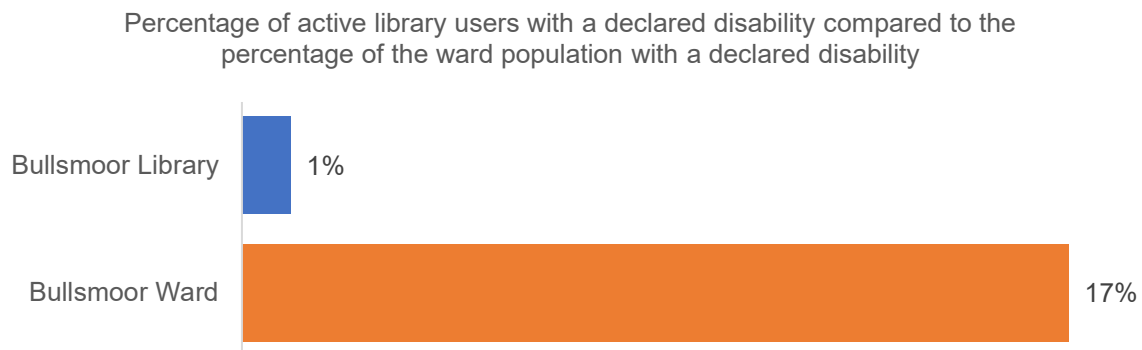 Percentage of active library users with a declared disability compared to the
percentage of the ward population with a declared disability
Bullsmoor Library
1%
Bullsmoor Ward
17%